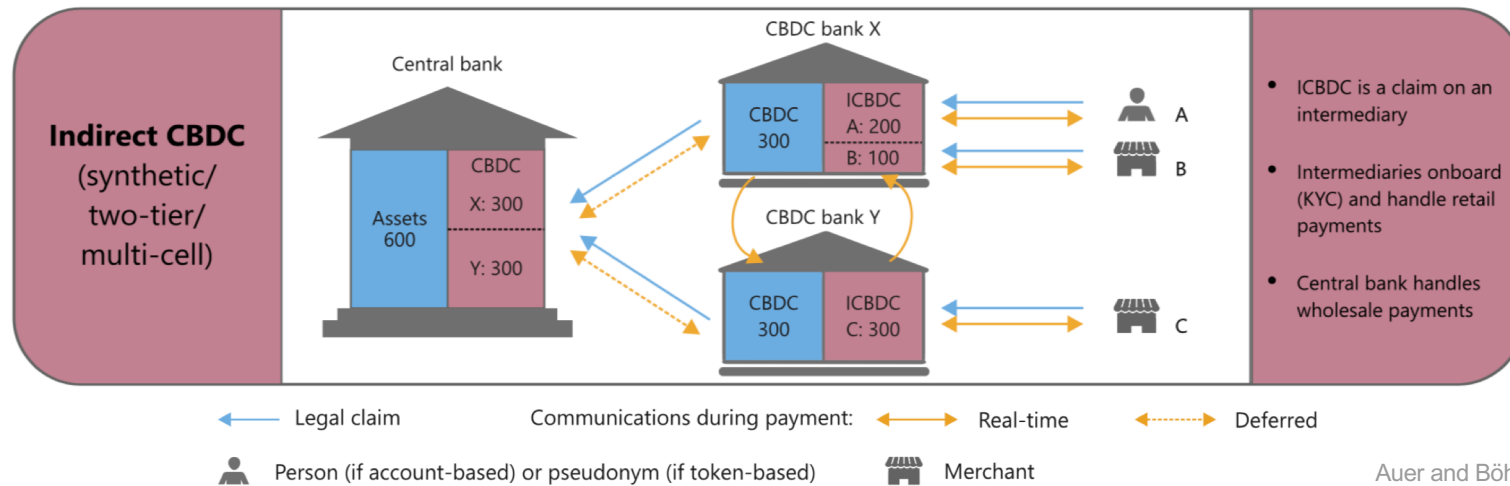 Indirect CBDC
(synthetic/
two-tier/
multi-cell)
Central bank
Assets
600
CBDC
X: 300
Y: 300
CBDC bank X
CBDC
300
ICBDC
A: 200
B: 100
CBDC bank Y
CBDC
300
ICBDC
C: 300
A
B
C
• ICBDC is a claim on an
intermediary
• Intermediaries onboard
(KYC) and handle retail
payments
• Central bank handles
wholesale payments
Legal claim
Communications during payment:
Real-time
Deferred
Person (if account-based) or pseudonym (if token-based)
Merchant
Auer and Böh